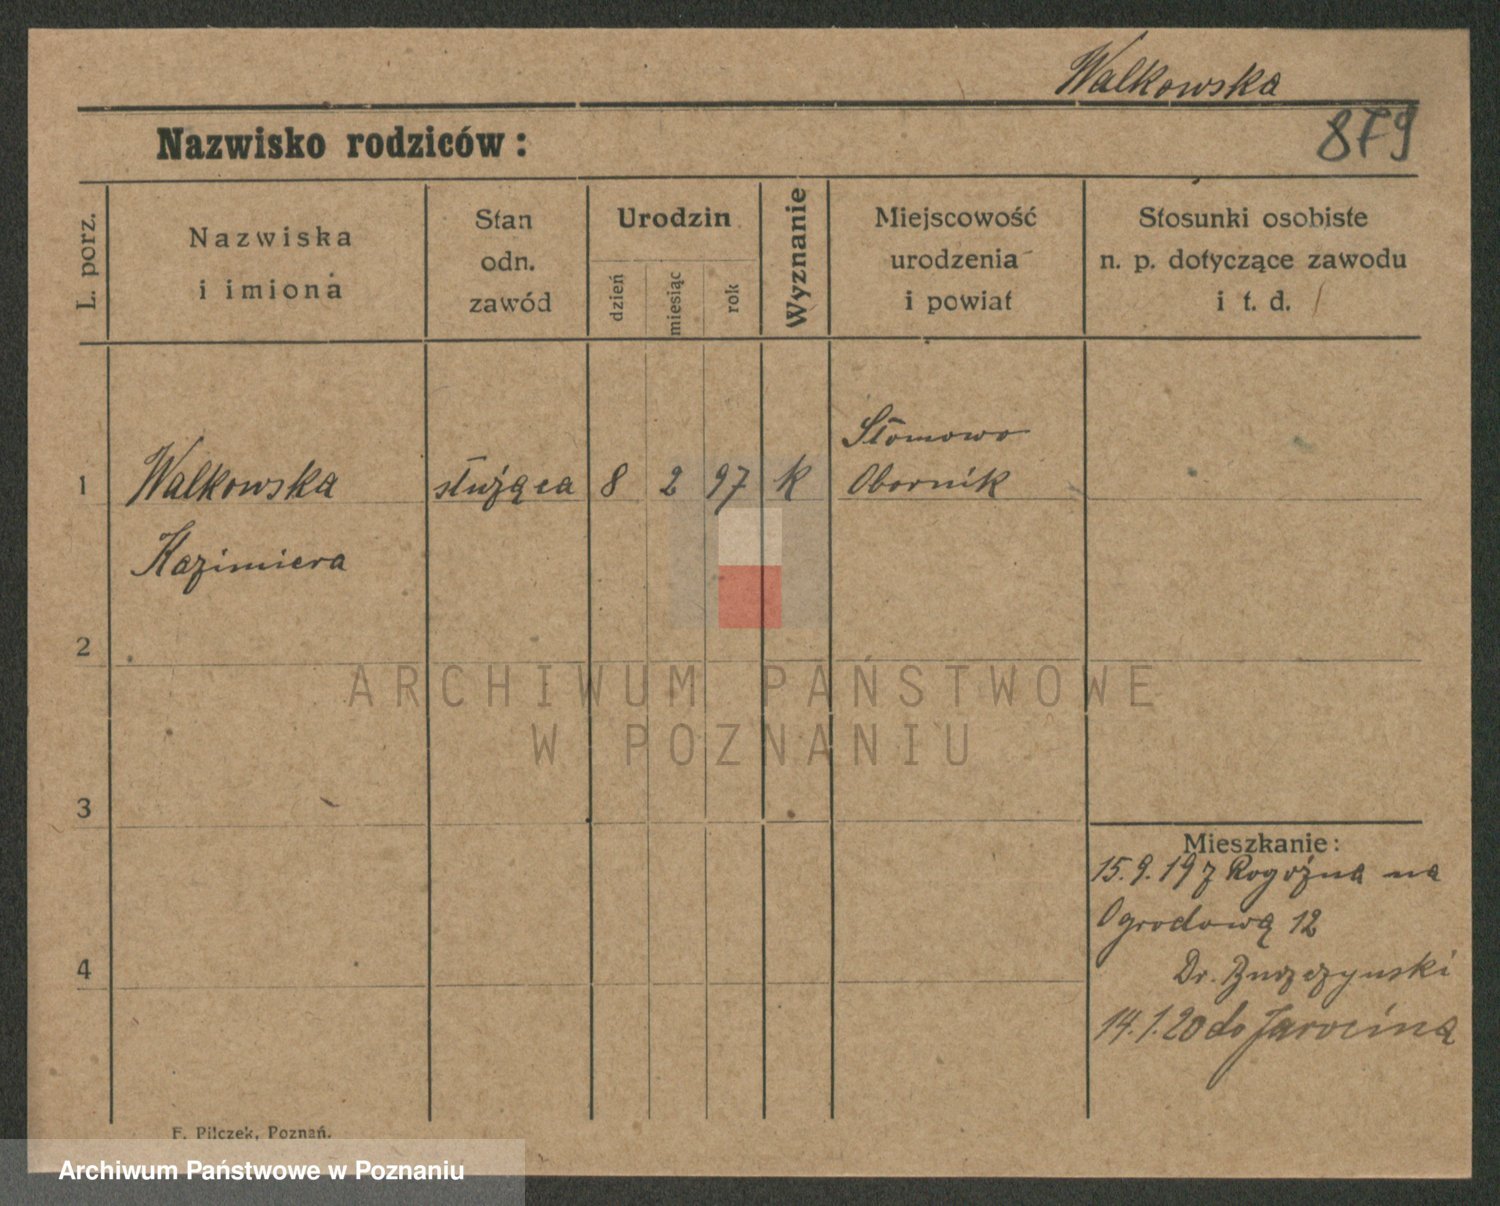 Walkowska
879
Nazwisko rodziców:
L. porz.
Nazwiska
i imiona
Stan
odn.
zawód
Urodzin
dzień
miesiąc
rok
Wyznanie
Miejscowość
urodzenia
i powiat
Stosunki osobiste
n. p. dotyczące zawodu
i t. d.
1
Walkowska
Kazimiera
służąca
8
2
97
k
Słomowo
Obornik
2
3
4
Mieszkanie:
15.9.19 z Rogoźna na
Ogrodową 12
Dr.
14.1.20 do Jarocina
F. Pilczek, Poznań.
ARCHIWUM PAŃSTWOWE
W POZNANIU
Archiwum Państwowe w Poznaniu